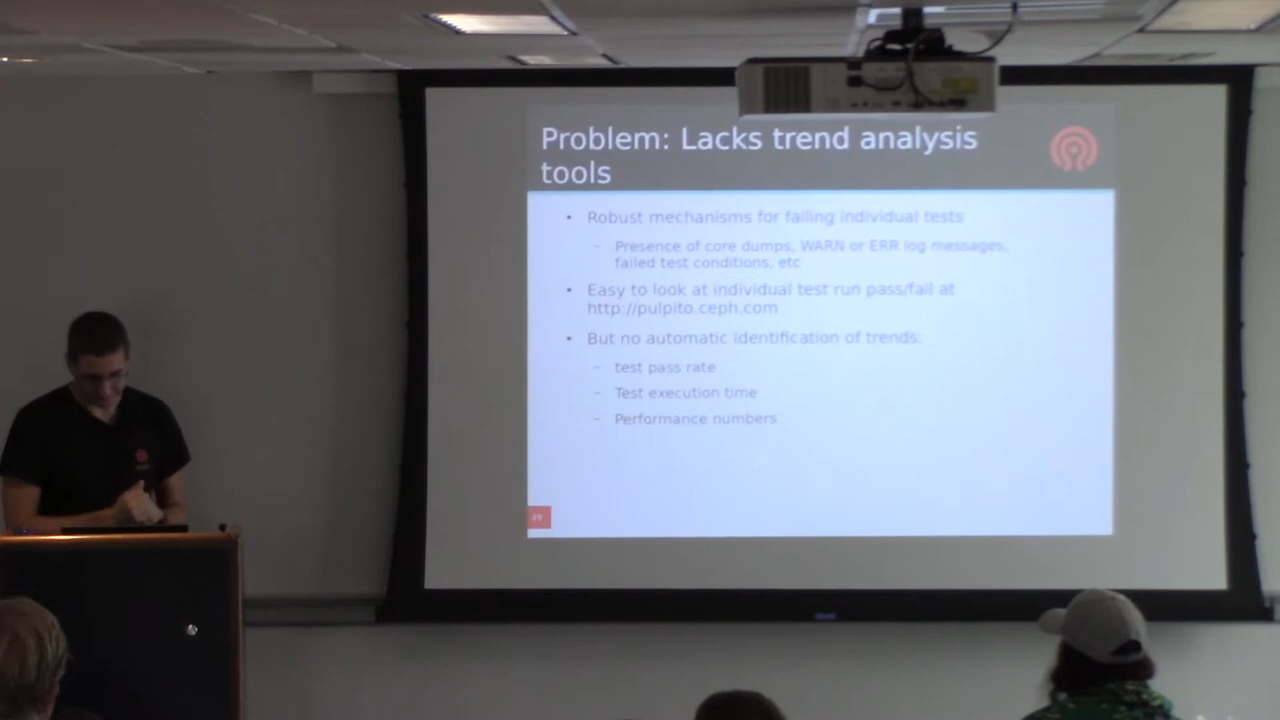 Problem: Lacks trend analysis
tools
• Robust mechanisms for failing individual tests
– Presence of core dumps, WARN or ERR log messages,
failed test conditions, etc
• Easy to look at individual test run pass/fail at
http://pulpito.ceph.com
• But no automatic identification of trends:
– test pass rate
– Test execution time
– Performance numbers
49